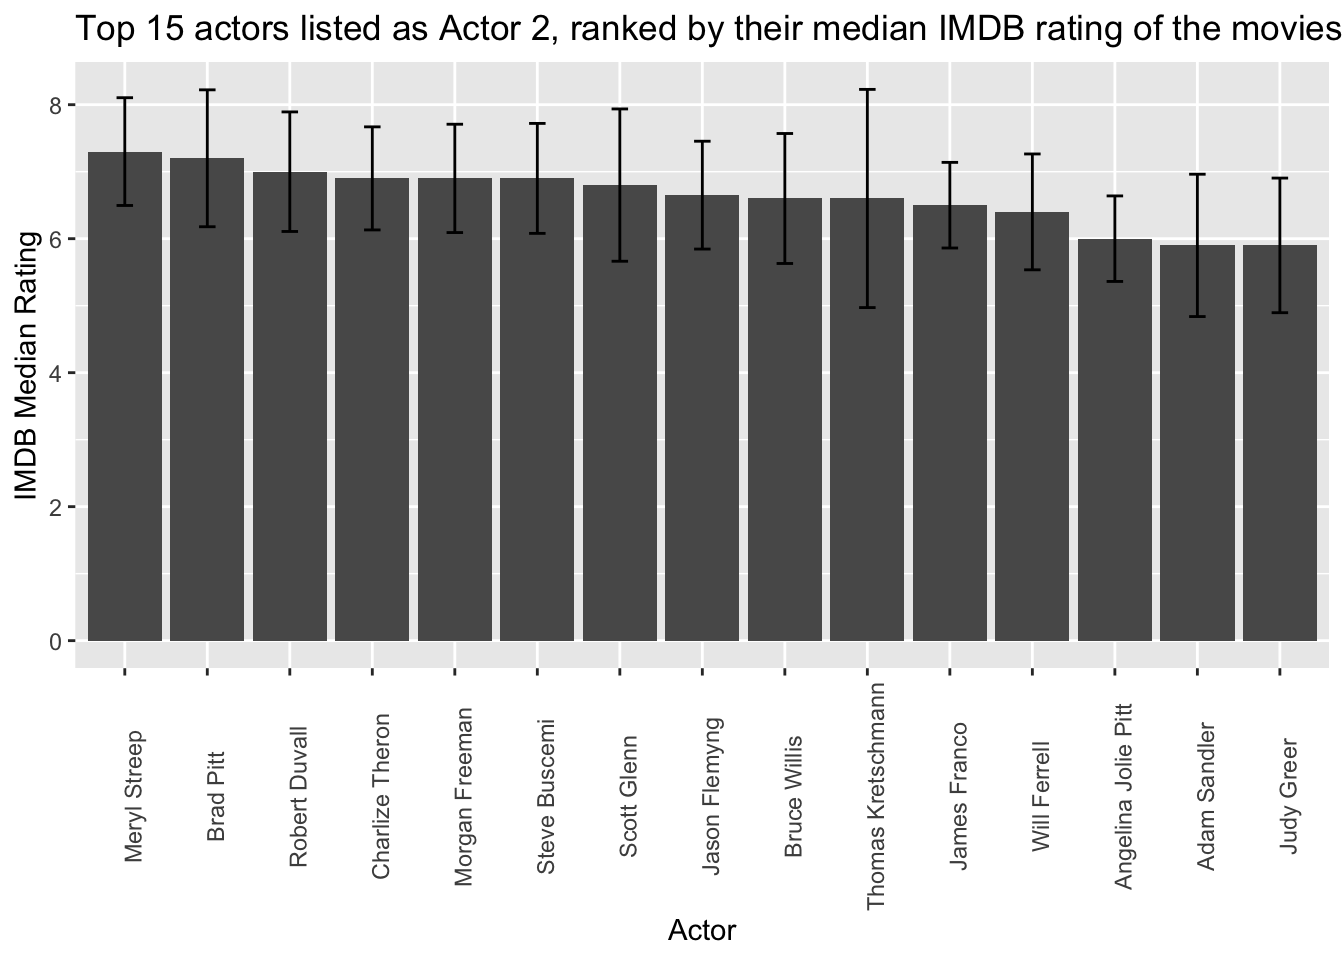 Top 15 actors listed as Actor 2, ranked by their median IMDB rating of the movies
8
6
4
2
0
IMDB Median Rating
Meryl Streep
Brad Pitt
Robert Duvall
Charlize Theron
Morgan Freeman
Steve Buscemi
Scott Glenn
Jason Flemyng
Bruce Willis
Thomas Kretschmann
James Franco
Will Ferrell
Angelina Jolie Pitt
Adam Sandler
Judy Greer
Actor